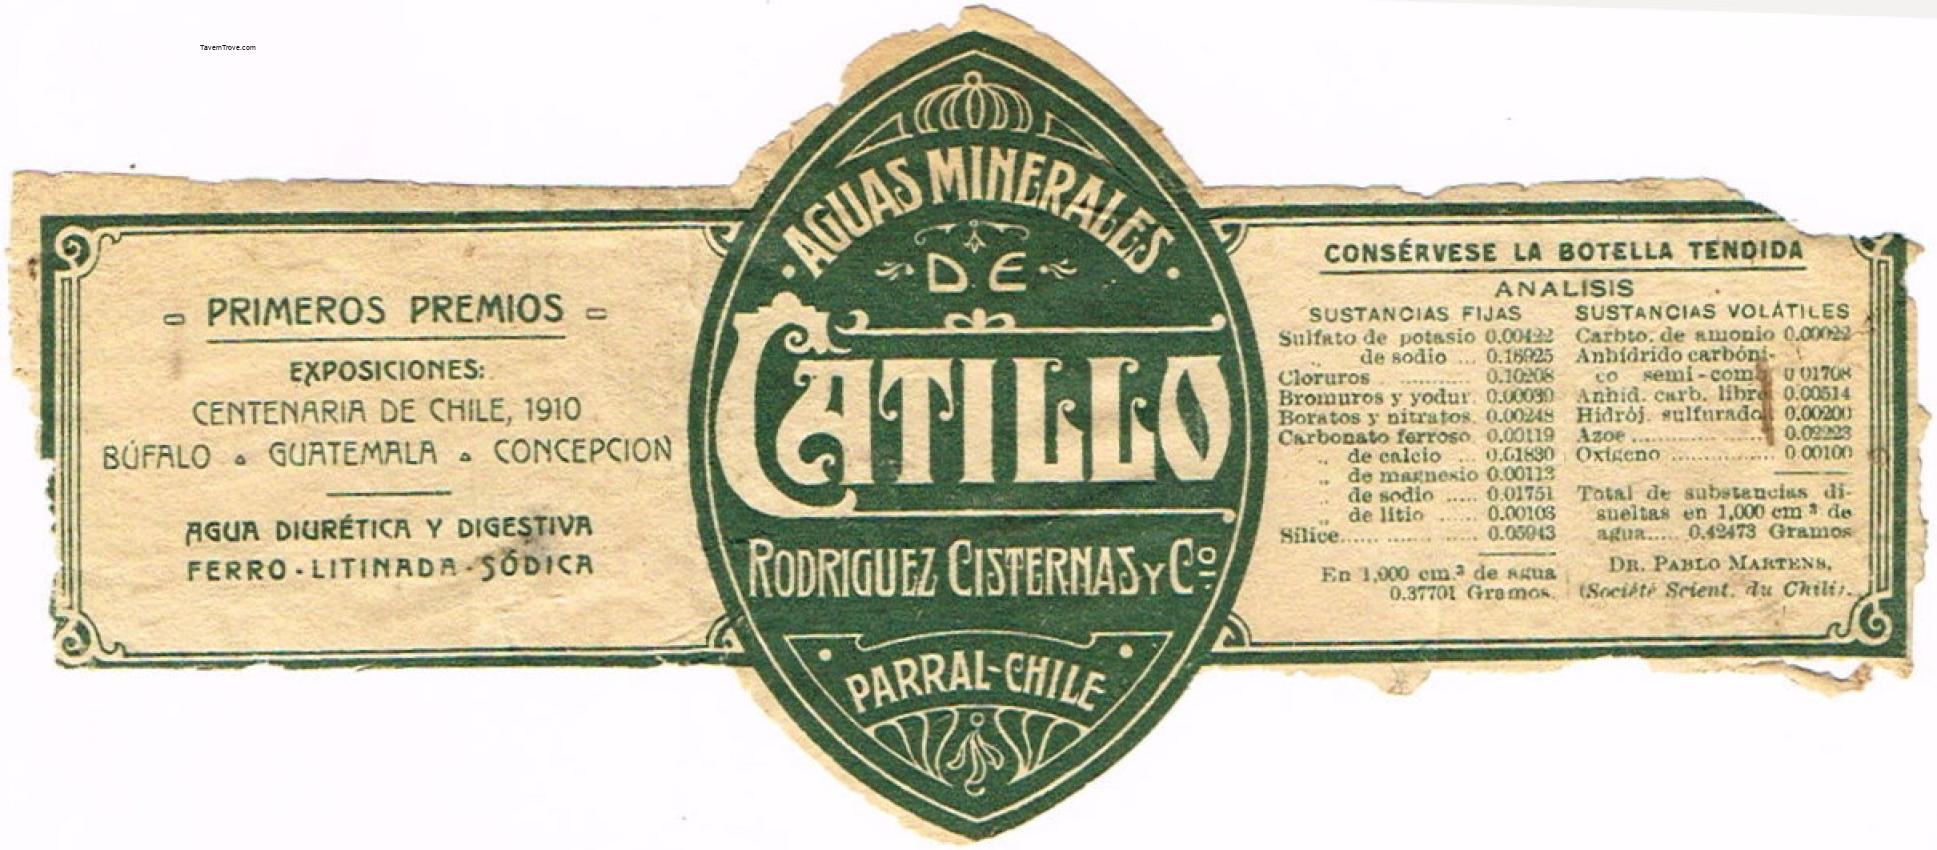 TavernTrove.com
PRIMEROS PREMIOS
EXPOSICIONES:
CENTENARIA DE CHILE, 1910
BÚFALO ▵ GUATEMALA ▵ CONCEPCION
AGUA DIURÉTICA Y DIGESTIVA
FERRO-LITINADA-SÓDICA
·AGUAS MINERALES·
DE
CATILLO
RODRIGUEZ CISTERNAS Y Cº
PARRAL-CHILE
CONSÉRVESE LA BOTELLA TENDIDA
ANALISIS
SUSTANCIAS FIJAS
Sulfato de potasio 0.00422
„ de sodio ... 0.16925
Cloruros ............ 0.10208
Bromuros y yodur. 0.00030
Boratos y nitratos. 0.00248
Carbonato ferroso. 0.00119
„ de calcio ... 0.01830
„ de magnesio 0.00113
„ de sodio ..... 0.01751
„ de litio ...... 0.00103
Sílice................. 0.05943
En 1,000 cm.³ de agua
0.37701 Gramos.
SUSTANCIAS VOLÁTILES
Carbto. de amonio 0.00022
Anhidrido carbóni-
co semi-comb 0 01708
Anhid. carb. libre 0.00514
Hidrój. sulfurado 0.00200
Azoe .................. 0.02223
Oxígeno .............. 0.00100
Total de substancias di-
sueltas en 1,000 cm ³ de
agua..... 0.42473 Gramos
DR. PABLO MARTENS,
(Société Scient. du Chili).